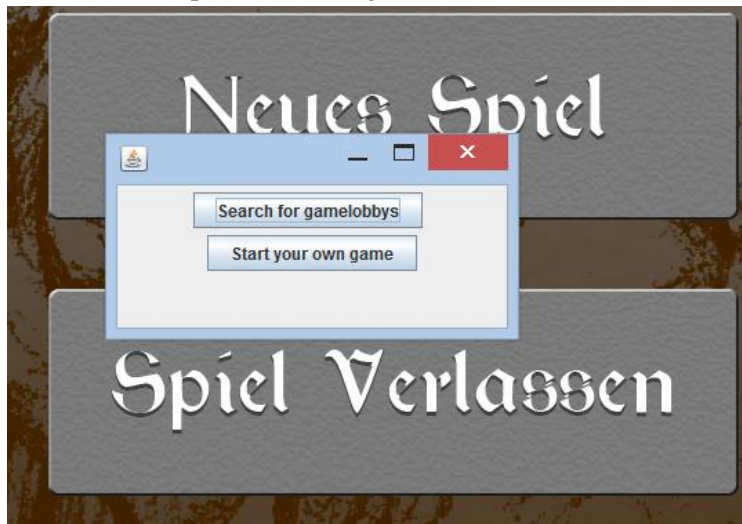 Neues Spiel
Search for gamelobbys
Start your own game
Spiel Verlassen